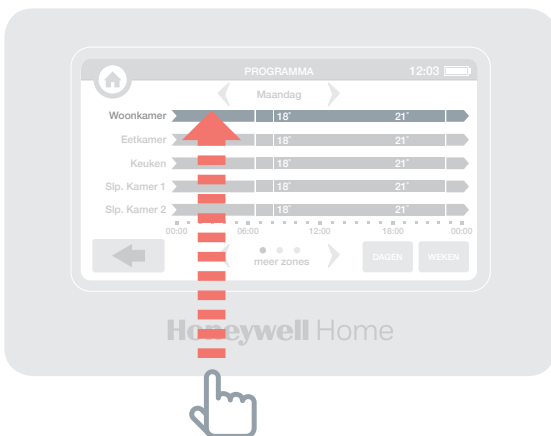 PROGRAMMA 12:03
Maandag
Woonkamer 18° 21°
Eetkamer 18° 21°
Keuken 18° 21°
Slp. Kamer 1 18° 21°
Slp. Kamer 2 18° 21°
00:00 06:00 12:00 18:00 00:00
meer zones DAGEN WEKEN
Honeywell Home